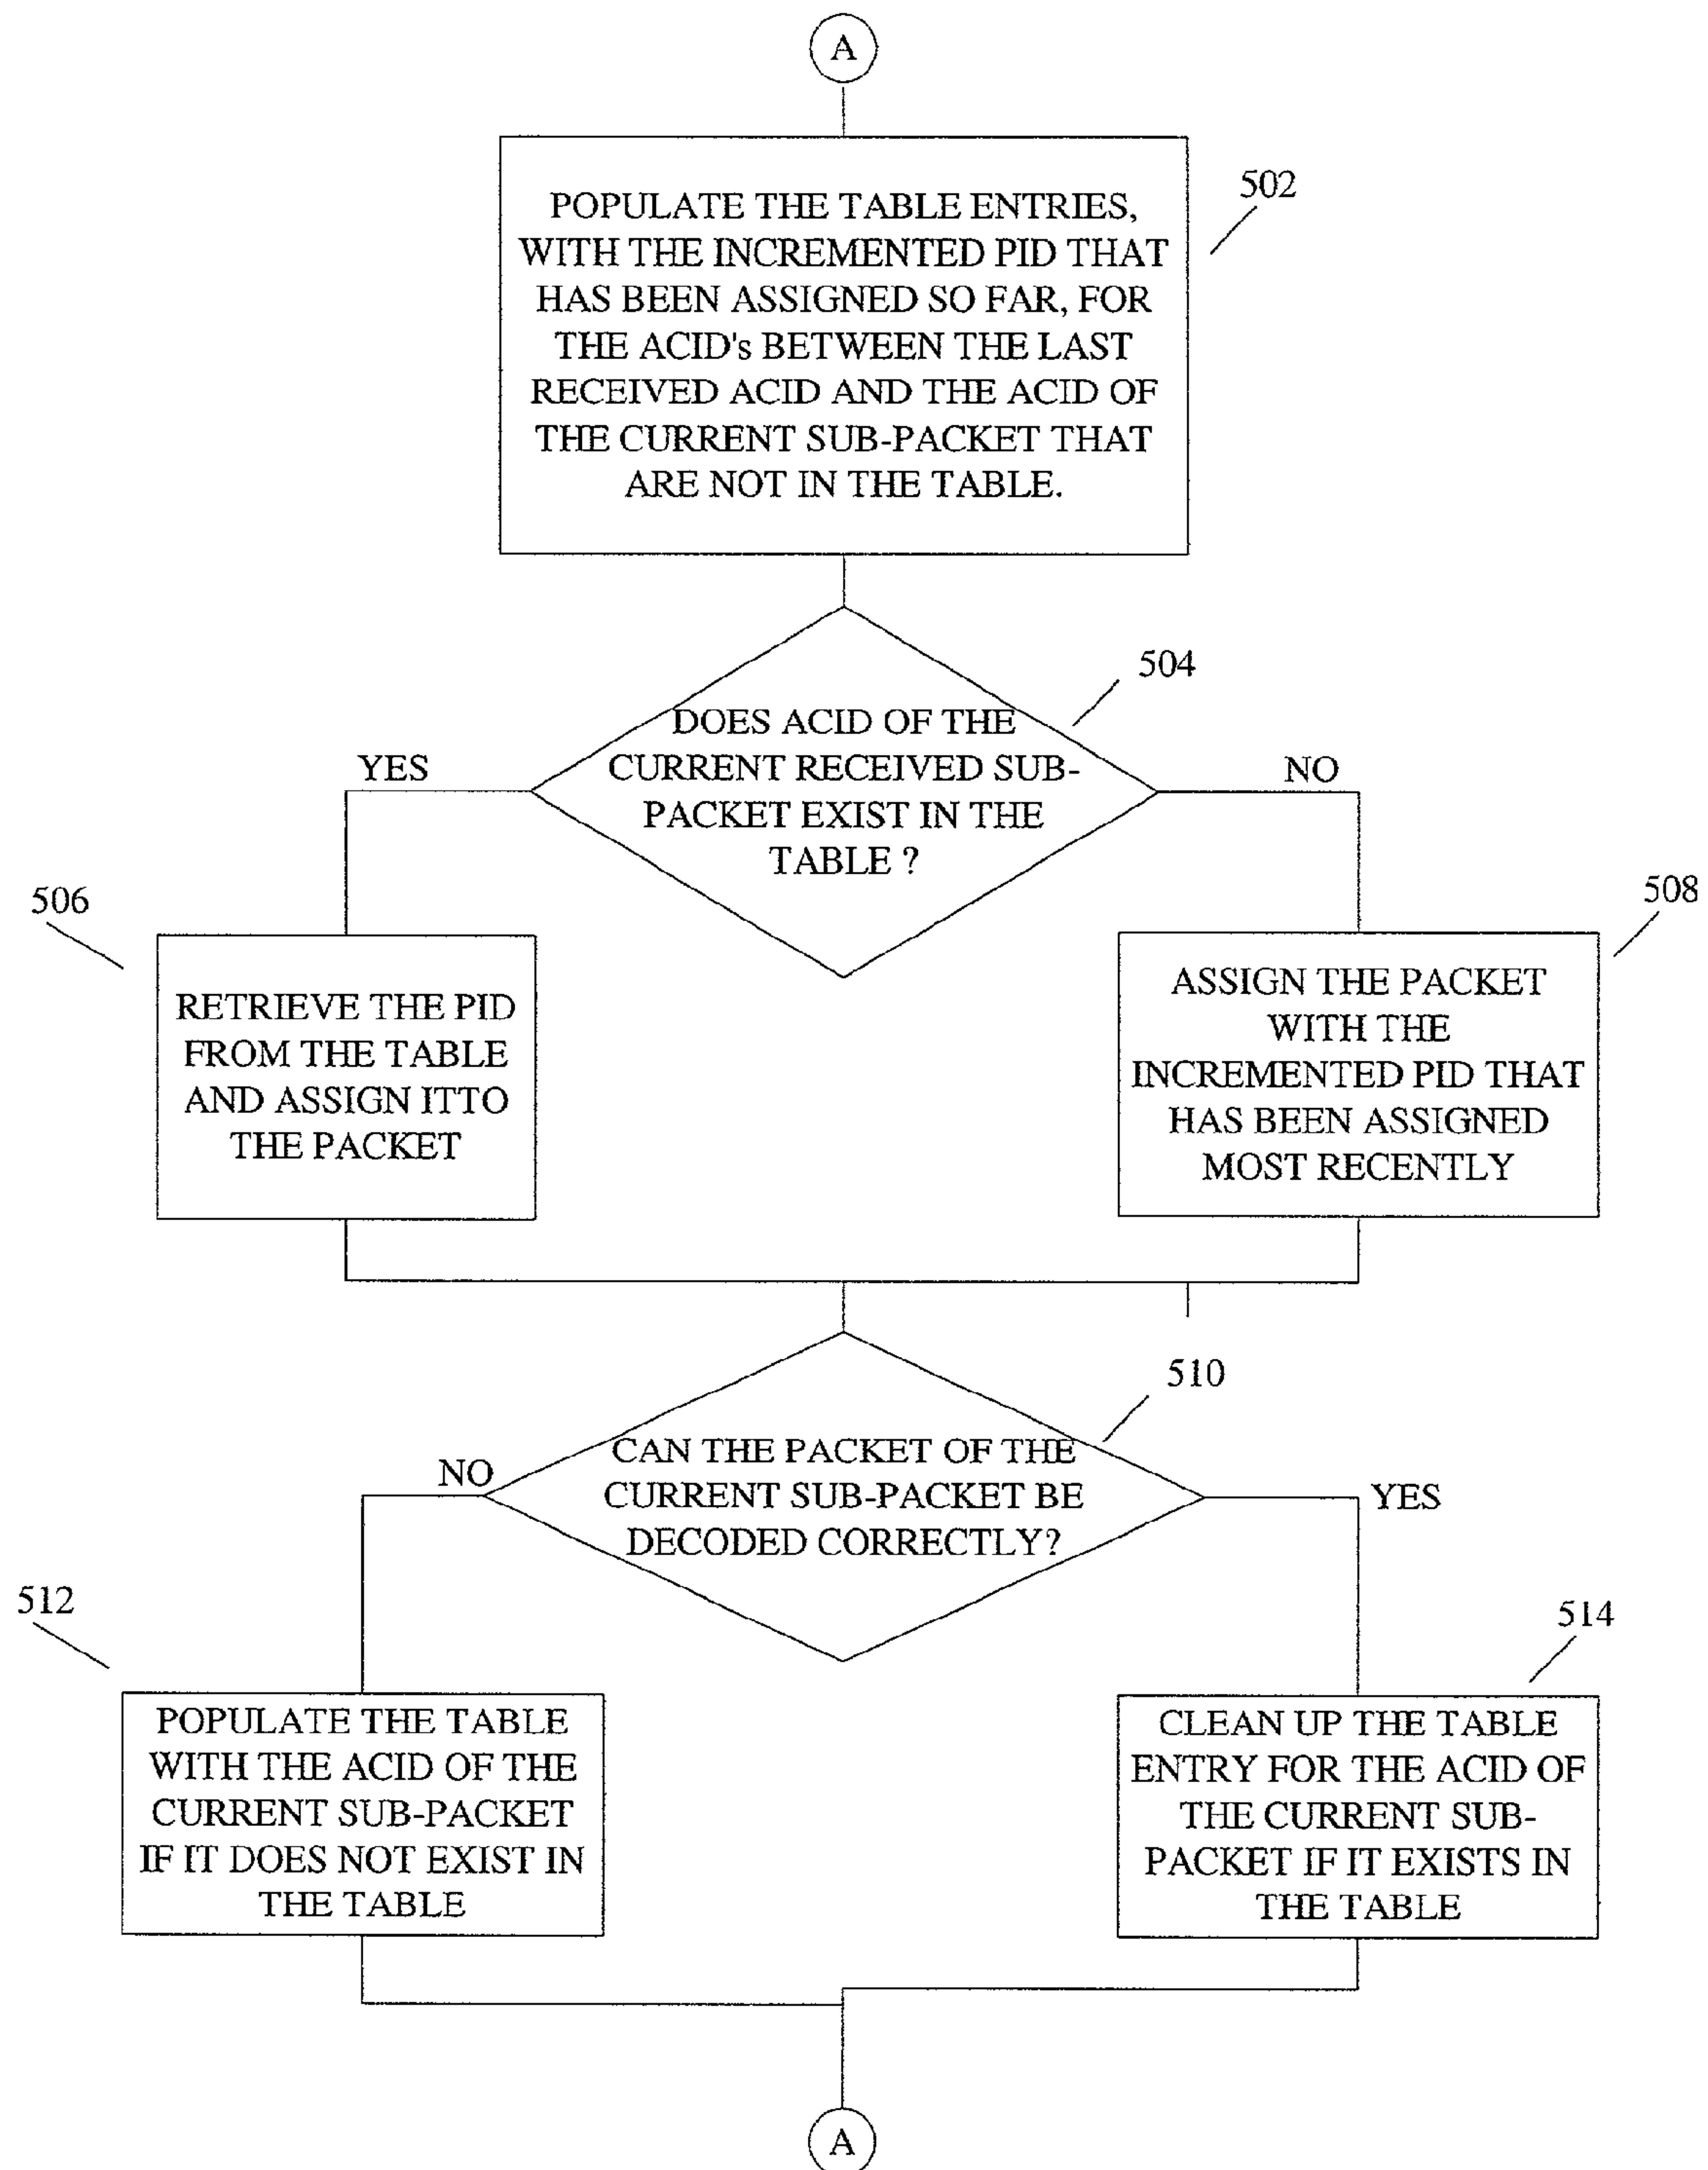 A
502
POPULATE THE TABLE ENTRIES,
WITH THE INCREMENTED PID THAT
HAS BEEN ASSIGNED SO FAR, FOR
THE ACID's BETWEEN THE LAST
RECEIVED ACID AND THE ACID OF
THE CURRENT SUB-PACKET THAT
ARE NOT IN THE TABLE.
504
DOES ACID OF THE
CURRENT RECEIVED SUB-
PACKET EXIST IN THE
TABLE ?
YES
NO
506
RETRIEVE THE PID
FROM THE TABLE
AND ASSIGN ITTO
THE PACKET
508
ASSIGN THE PACKET
WITH THE
INCREMENTED PID THAT
HAS BEEN ASSIGNED
MOST RECENTLY
510
CAN THE PACKET OF THE
CURRENT SUB-PACKET BE
DECODED CORRECTLY?
NO
YES
512
POPULATE THE TABLE
WITH THE ACID OF THE
CURRENT SUB-PACKET
IF IT DOES NOT EXIST IN
THE TABLE
514
CLEAN UP THE TABLE
ENTRY FOR THE ACID OF
THE CURRENT SUB-
PACKET IF IT EXISTS IN
THE TABLE
A